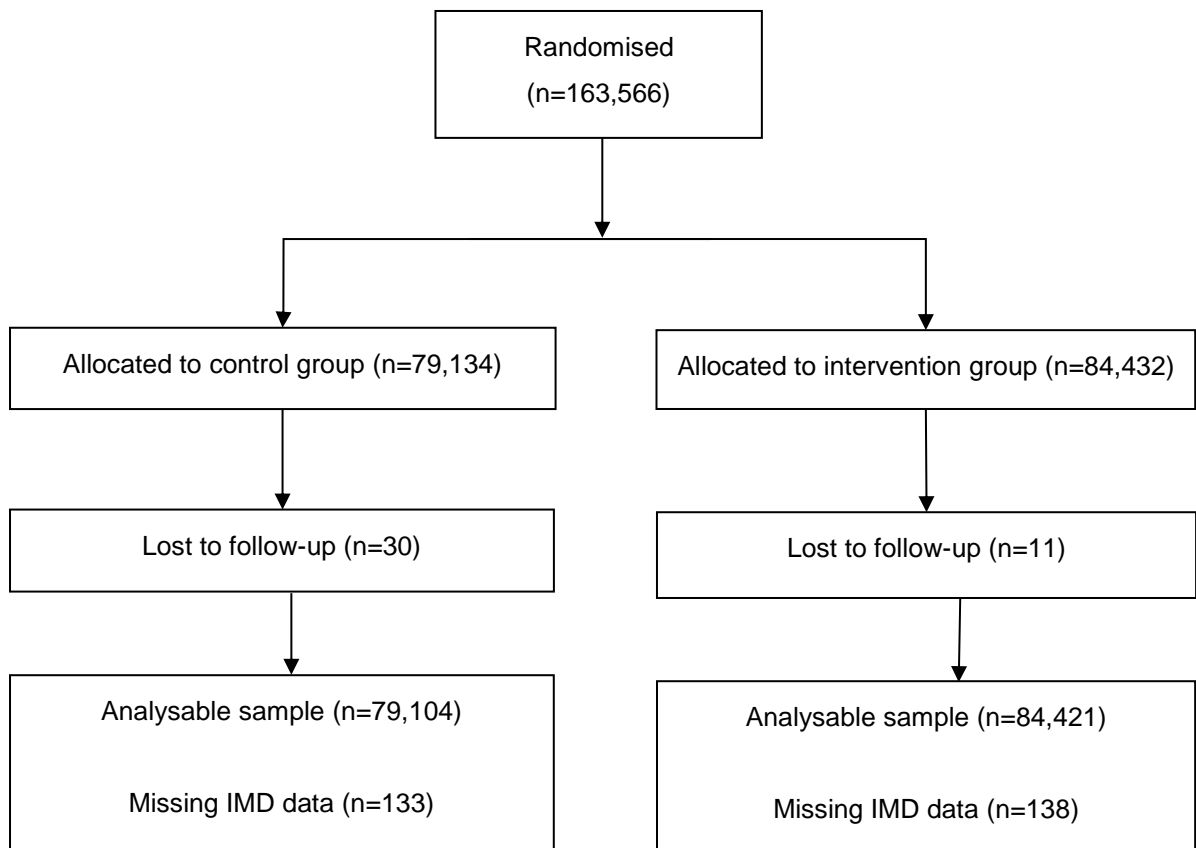 Randomised
(n=163,566)
Allocated to control group (n=79,134)
Allocated to intervention group (n=84,432)
Lost to follow-up (n=30)
Lost to follow-up (n=11)
Analysable sample (n=79,104)
Missing IMD data (n=133)
Analysable sample (n=84,421)
Missing IMD data (n=138)